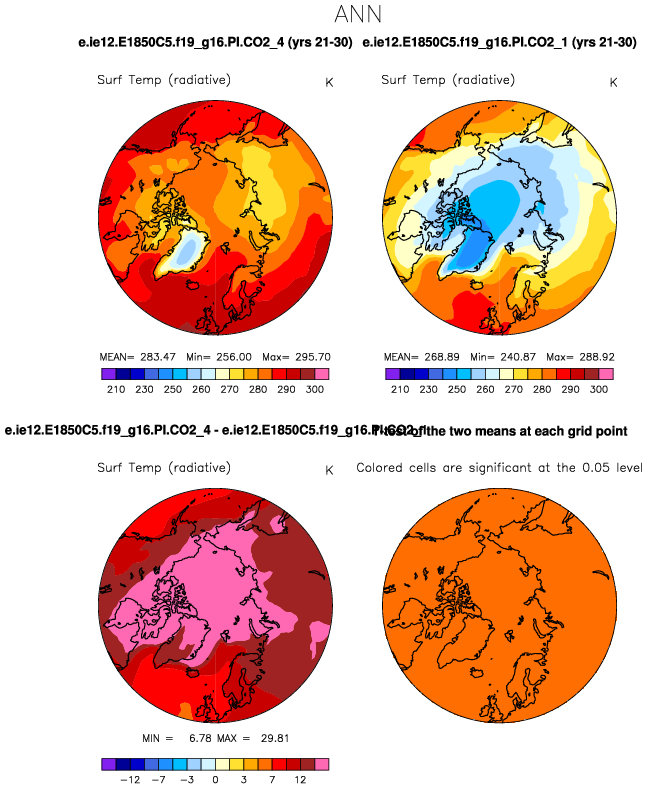 ANN
e.ie12.E1850C5.f19_g16.PI.CO2_4 (yrs 21-30) e.ie12.E1850C5.f19_g16.PI.CO2_1 (yrs 21-30)
Surf Temp (radiative) K Surf Temp (radiative) K
MEAN= 283.47 Min= 256.00 Max= 295.70 MEAN= 268.89 Min= 240.87 Max= 288.92
210 230 250 260 270 280 290 300 210 230 250 260 270 280 290 300
e.ie12.E1850C5.f19_g16.PI.CO2_4 - e.ie12.E1850C5.f19_g16.PI.CO2_1 T-test of the two means at each grid point
Surf Temp (radiative) K Colored cells are significant at the 0.05 level
MIN = 6.78 MAX = 29.81
-12 -7 -3 0 3 7 12